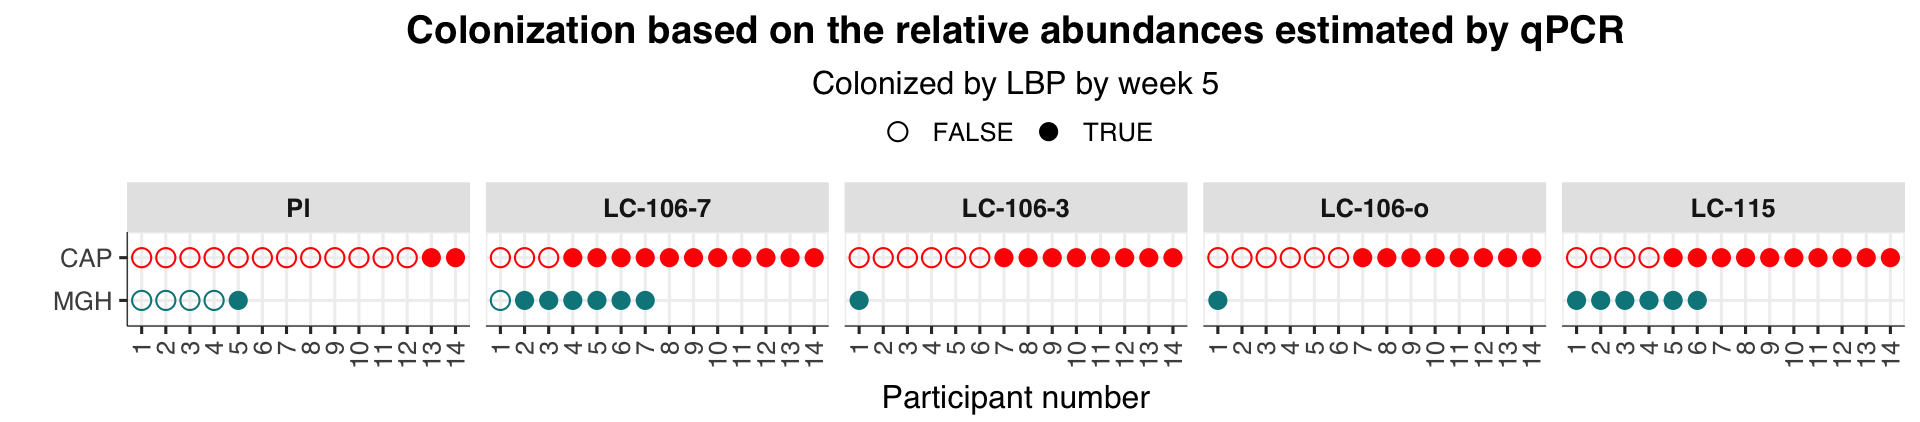 Colonization based on the relative abundances estimated by qPCR
Colonized by LBP by week 5
FALSE TRUE
PI LC-106-7 LC-106-3 LC-106-o LC-115
CAP
MGH
1 2 3 4 5 6 7 8 9 10 11 12 13 14 1 2 3 4 5 6 7 8 9 10 11 12 13 14 1 2 3 4 5 6 7 8 9 10 11 12 13 14 1 2 3 4 5 6 7 8 9 10 11 12 13 14 1 2 3 4 5 6 7 8 9 10 11 12 13 14
Participant number